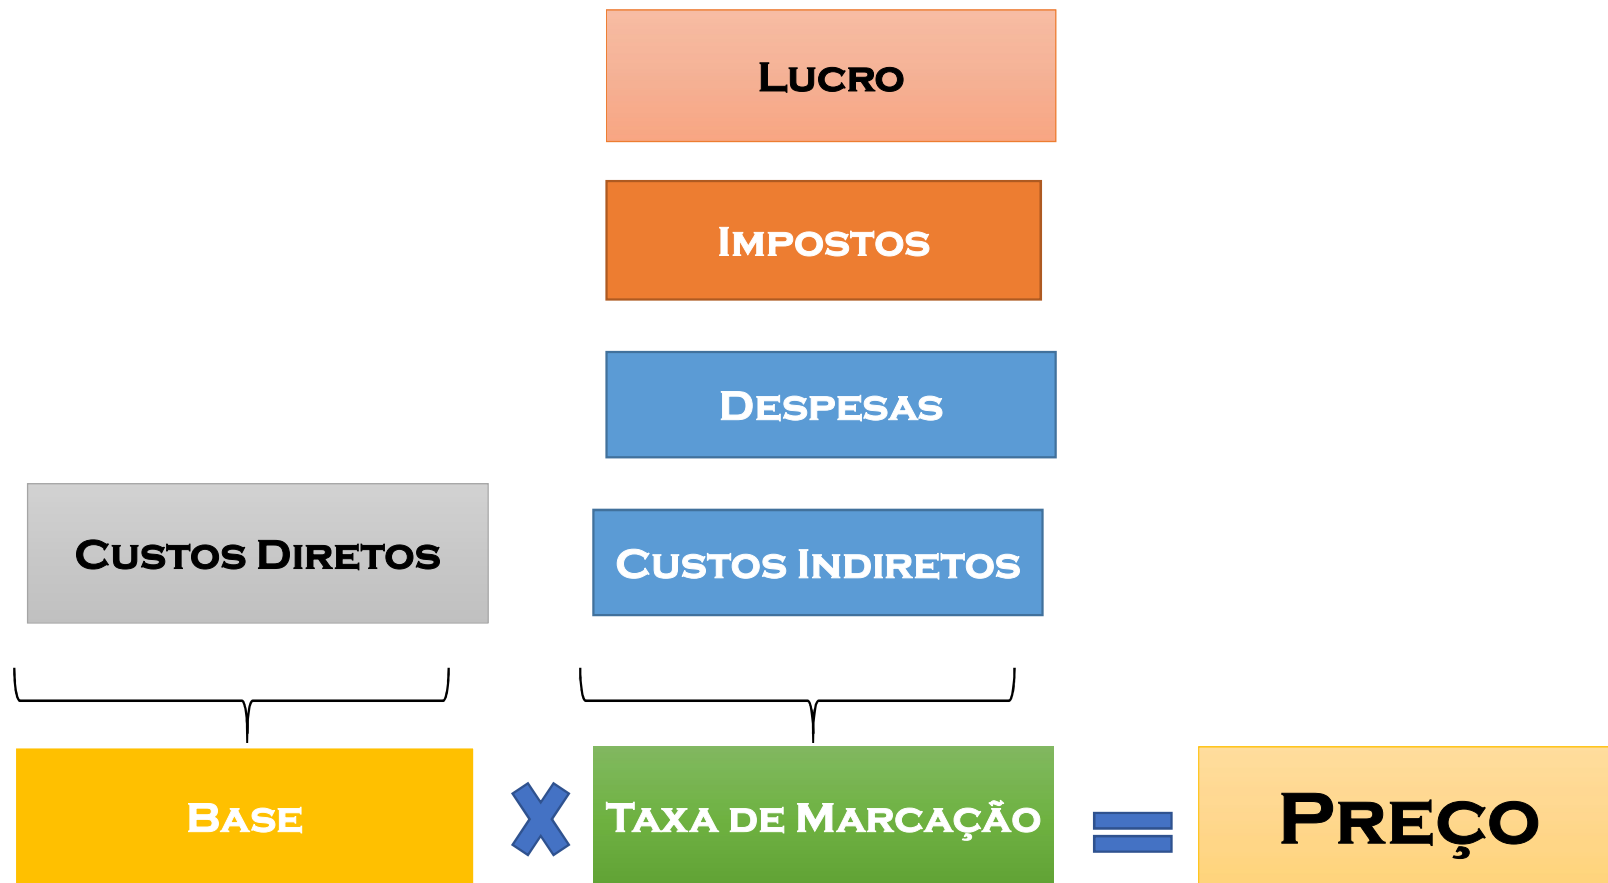 Lucro
Impostos
Despesas
Custos Diretos
Custos Indiretos
Base
Taxa de Marcação
Preço